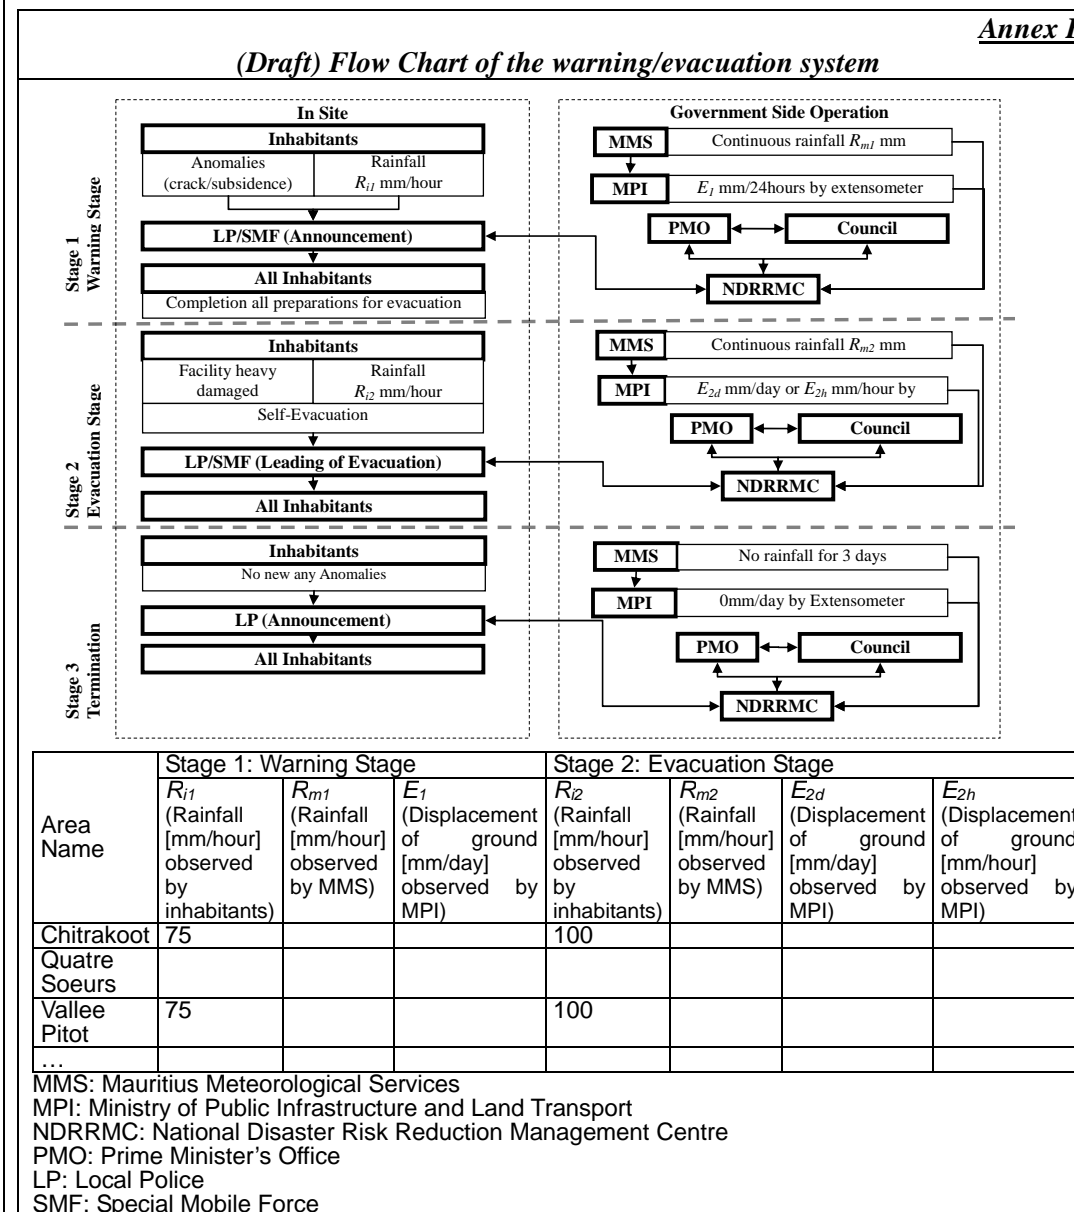 Annex I
(Draft) Flow Chart of the warning/evacuation system
In Site
Inhabitants
Anomalies
(crack/subsidence)
Rainfall
Ri1 mm/hour
LP/SMF (Announcement)
All Inhabitants
Completion all preparations for evacuation
Stage 1
Warning Stage
Government Side Operation
MMS
Continuous rainfall Rm1 mm
MPI
E1 mm/24hours by extensometer
PMO
Council
NDRRMC
Inhabitants
Facility heavy
damaged
Rainfall
Ri2 mm/hour
Self-Evacuation
LP/SMF (Leading of Evacuation)
All Inhabitants
Stage 2
Evacuation Stage
MMS
Continuous rainfall Rm2 mm
MPI
E2d mm/day or E2h mm/hour by
PMO
Council
NDRRMC
Inhabitants
No new any Anomalies
LP (Announcement)
All Inhabitants
Stage 3
Termination
MMS
No rainfall for 3 days
MPI
0mm/day by Extensometer
PMO
Council
NDRRMC
Area
Name
Stage 1: Warning Stage
Stage 2: Evacuation Stage
Ri1
(Rainfall
[mm/hour]
observed
by
inhabitants)
Rm1
(Rainfall
[mm/hour]
observed
by MMS)
E1
(Displacement
of ground
[mm/day]
observed by
MPI)
Ri2
(Rainfall
[mm/hour]
observed
by
inhabitants)
Rm2
(Rainfall
[mm/hour]
observed
by MMS)
E2d
(Displacement
of ground
[mm/day]
observed by
MPI)
E2h
(Displacement
of ground
[mm/hour]
observed by
MPI)
Chitrakoot 75 100
Quatre
Soeurs
Vallee
Pitot
75 100
…
MMS: Mauritius Meteorological Services
MPI: Ministry of Public Infrastructure and Land Transport
NDRRMC: National Disaster Risk Reduction Management Centre
PMO: Prime Minister's Office
LP: Local Police
SMF: Special Mobile Force